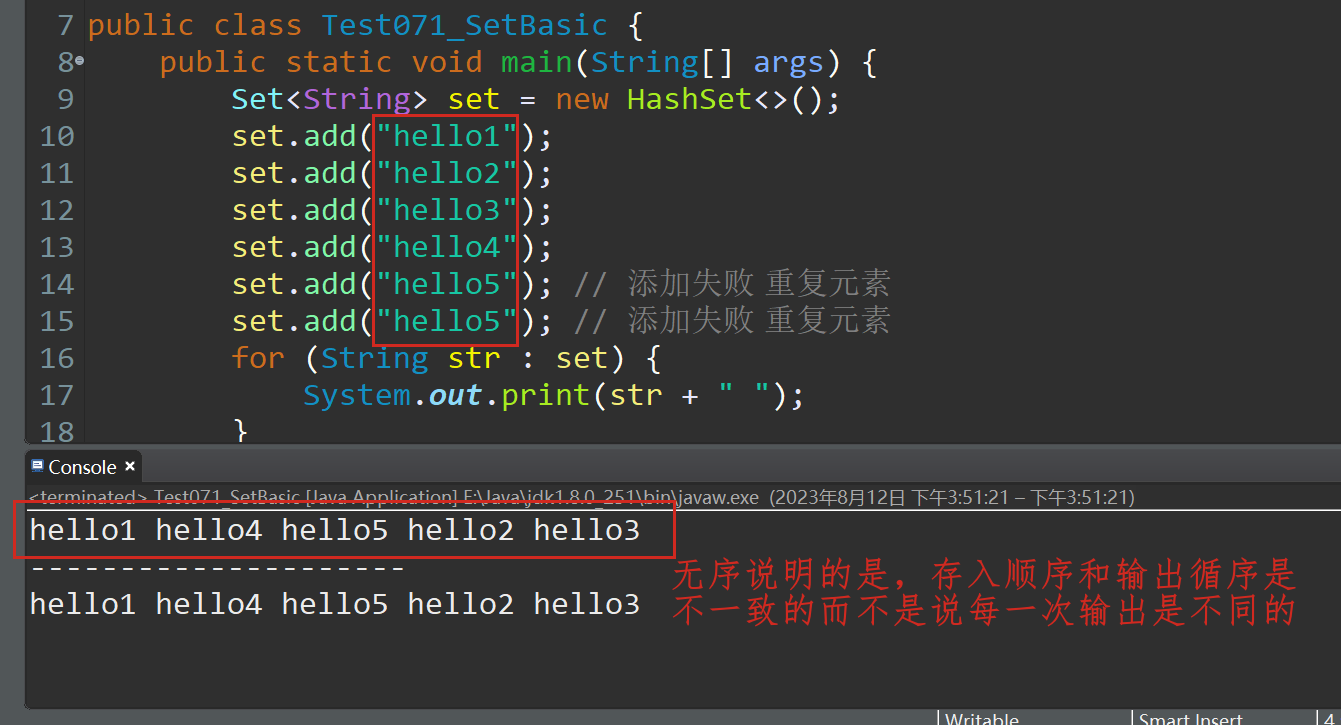 7 public class Test071_SetBasic {
8 public static void main(String[] args) {
9 Set<String> set = new HashSet<>();
10 set.add("hello1");
11 set.add("hello2");
12 set.add("hello3");
13 set.add("hello4");
14 set.add("hello5"); // 添加失败 重复元素
15 set.add("hello5"); // 添加失败 重复元素
16 for (String str : set) {
17 System.out.print(str + " ");
18 }
Console ×
<terminated> Test071_SetBasic [Java Application] E:\Java\jdk1.8.0_251\bin\javaw.exe (2023年8月12日 下午3:51:21 – 下午3:51:21)
hello1 hello4 hello5 hello2 hello3
---------------------
hello1 hello4 hello5 hello2 hello3
无序说明的是，存入顺序和输出循序是
不一致的而不是说每一次输出是不同的
Writable Smart Insert 4